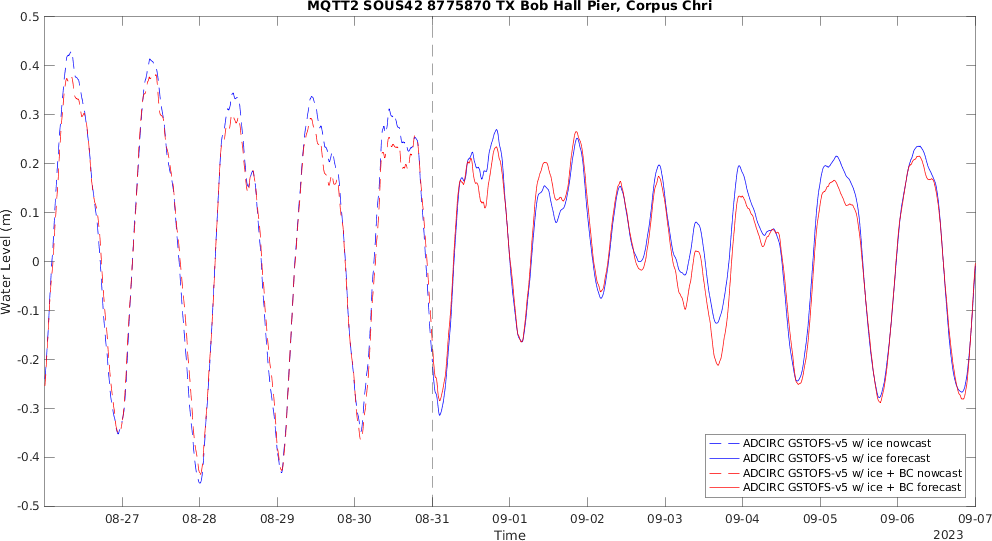 MQTT2 SOUS42 8775870 TX Bob Hall Pier, Corpus Chri
0.5
0.4
0.3
0.2
0.1
0
-0.1
-0.2
-0.3
-0.4
-0.5
Water Level (m)
ADCIRC GSTOFS-v5 w/ ice nowcast
ADCIRC GSTOFS-v5 w/ ice forecast
ADCIRC GSTOFS-v5 w/ ice + BC nowcast
ADCIRC GSTOFS-v5 w/ ice + BC forecast
08-27 08-28 08-29 08-30 08-31 09-01 09-02 09-03 09-04 09-05 09-06 09-07
Time
2023